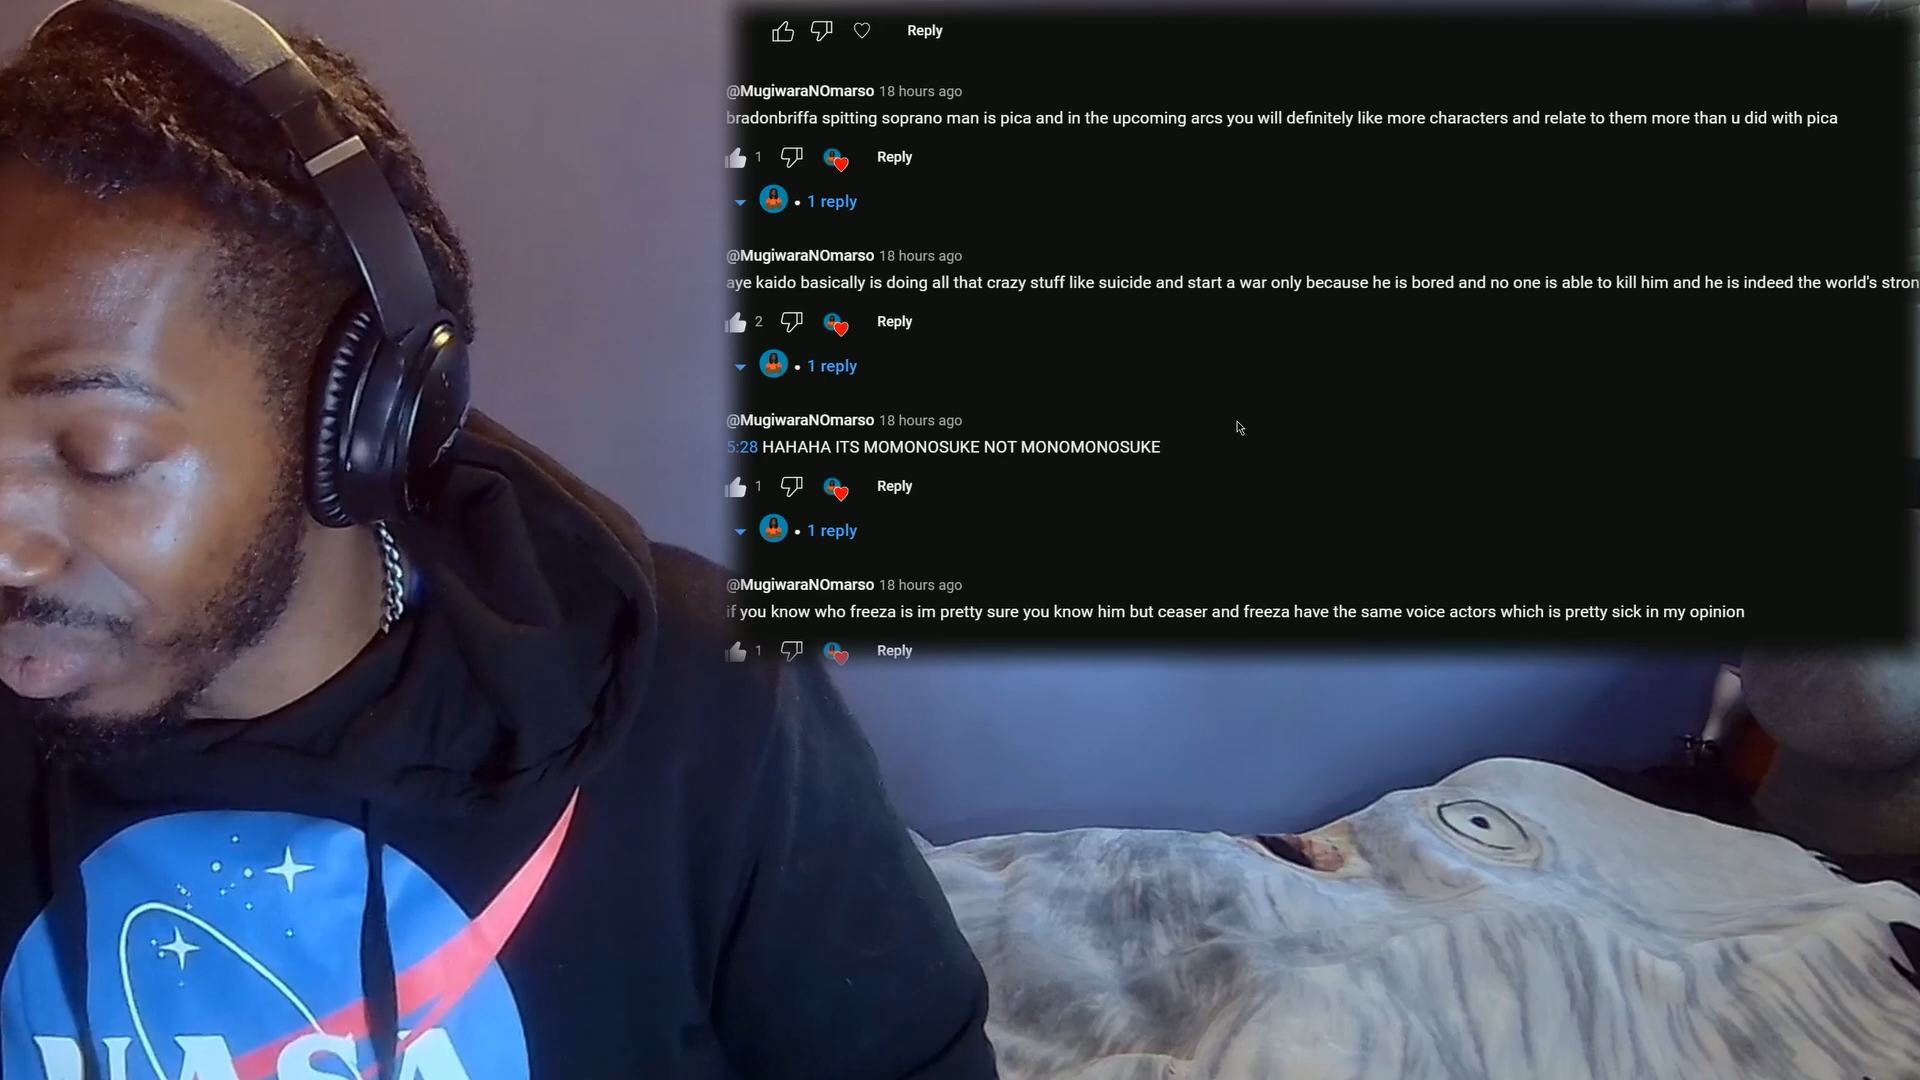 Reply
@MugiwaraNOmarso 18 hours ago
bradonbriffa spitting soprano man is pica and in the upcoming arcs you will definitely like more characters and relate to them more than u did with pica
1 Reply
1 reply
@MugiwaraNOmarso 18 hours ago
aye kaido basically is doing all that crazy stuff like suicide and start a war only because he is bored and no one is able to kill him and he is indeed the world's stron
2 Reply
1 reply
@MugiwaraNOmarso 18 hours ago
5:28 HAHAHA ITS MOMONOSUKE NOT MONOMONOSUKE
1 Reply
1 reply
@MugiwaraNOmarso 18 hours ago
if you know who freeza is im pretty sure you know him but ceaser and freeza have the same voice actors which is pretty sick in my opinion
1 Reply
NASA